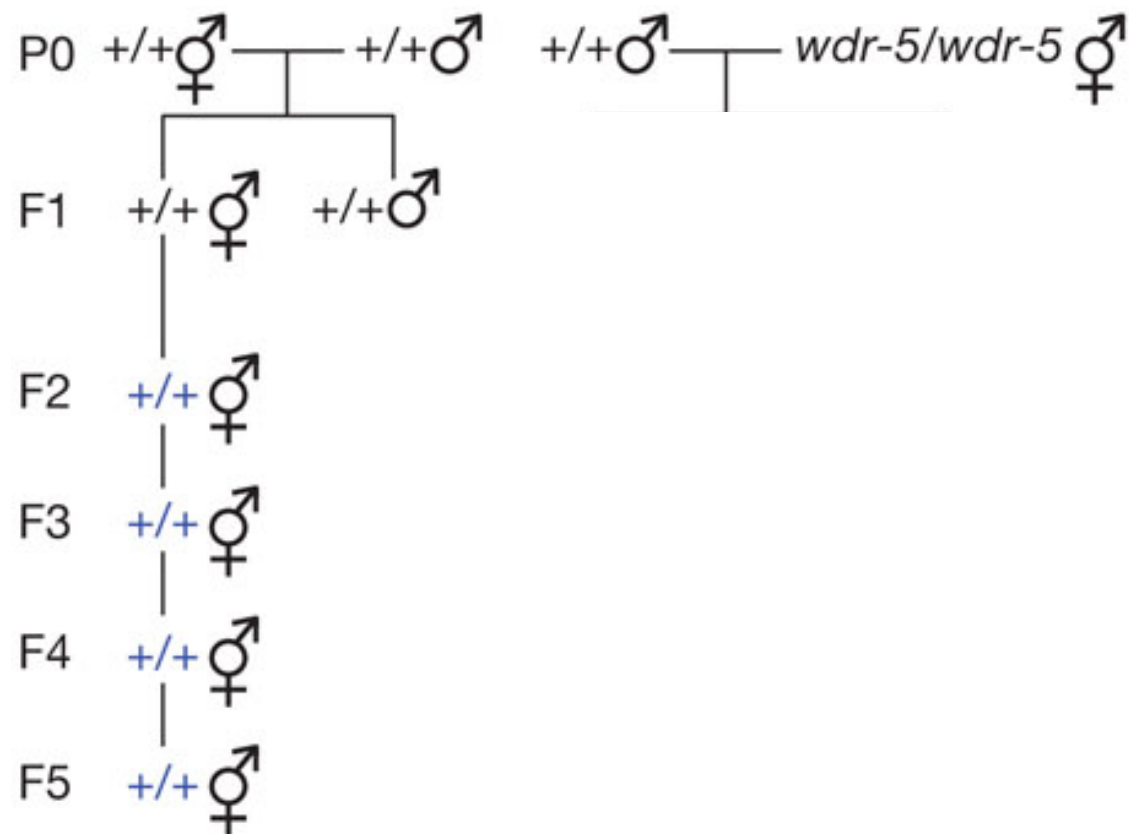 P0 +/+ +/+ +/+ wdr-5/wdr-5
F1 +/+ +/+
F2 +/+
F3 +/+
F4 +/+
F5 +/+